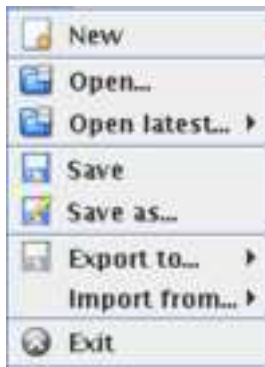 New
Open...
Open latest...
Save
Save as...
Export to...
Import from...
Exit